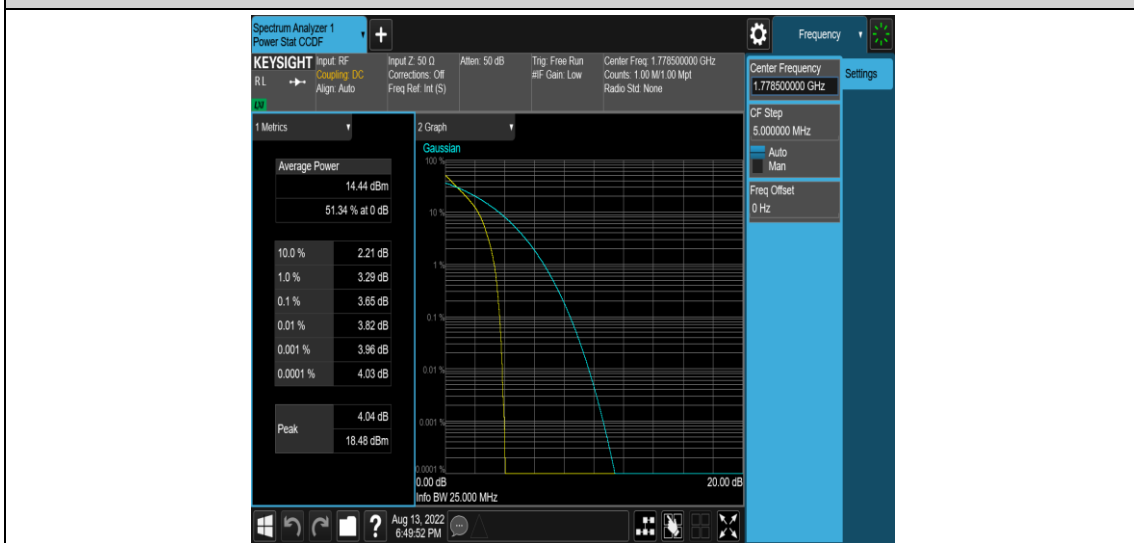 Spectrum Analyzer 1
Power Stat CCDF
+
Frequency
KEYSIGHT
RL
LXI
Input: RF
Coupling: DC
Align: Auto
Input Z: 50 Ω
Corrections: Off
Freq Ref: Int (S)
Atten: 50 dB
Trig: Free Run
#IF Gain: Low
Center Freq: 1.778500000 GHz
Counts: 1.00 M/1.00 Mpt
Radio Std: None
Center Frequency
1.778500000 GHz
Settings
CF Step
5.000000 MHz
Auto
Man
Freq Offset
0 Hz
1 Metrics
Average Power
14.44 dBm
51.34 % at 0 dB
10.0 % 2.21 dB
1.0 % 3.29 dB
0.1 % 3.65 dB
0.01 % 3.82 dB
0.001 % 3.96 dB
0.0001 % 4.03 dB
Peak
4.04 dB
18.48 dBm
2 Graph
Gaussian
100 %
10 %
1 %
0.1 %
0.01 %
0.001 %
0.0001 %
0.00 dB 20.00 dB
Info BW 25.000 MHz
?
Aug 13, 2022
6:49:52 PM